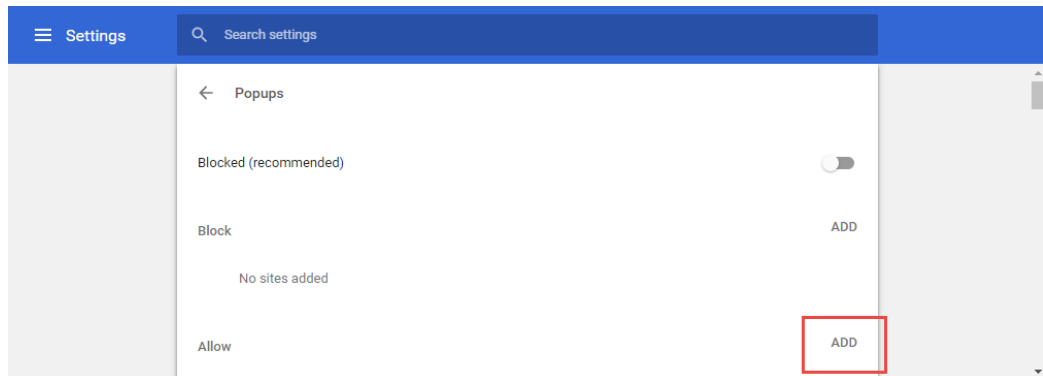 Settings
Search settings
Popups
Blocked (recommended)
Block ADD
No sites added
Allow ADD